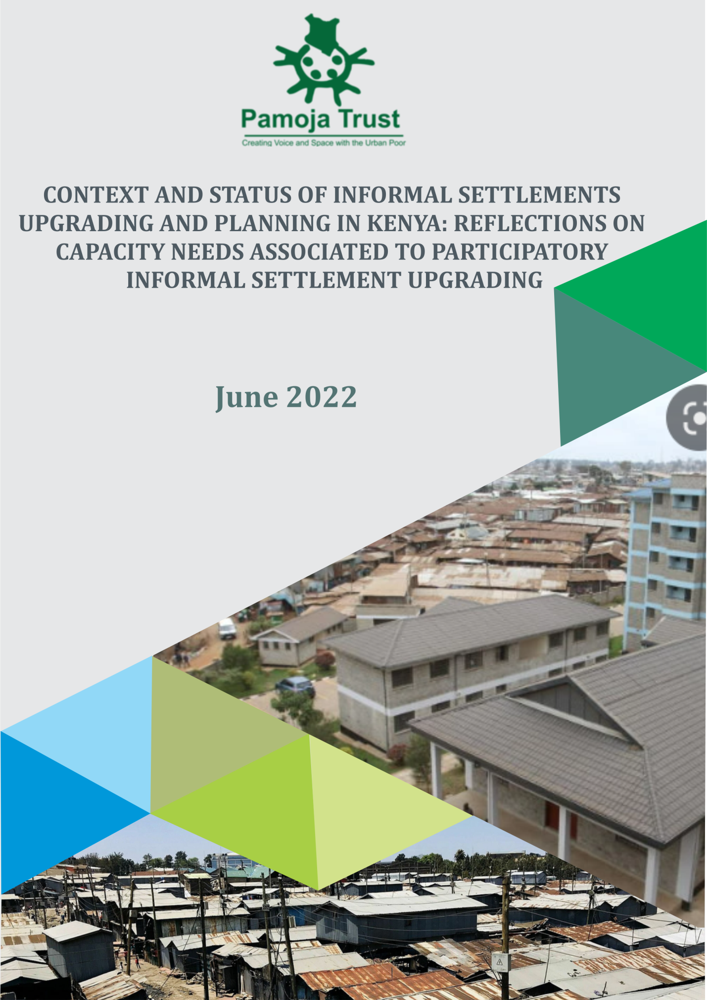 Pamoja Trust
Creating Voice and Space with the Urban Poor
CONTEXT AND STATUS OF INFORMAL SETTLEMENTS
UPGRADING AND PLANNING IN KENYA: REFLECTIONS ON
CAPACITY NEEDS ASSOCIATED TO PARTICIPATORY
INFORMAL SETTLEMENT UPGRADING
June 2022